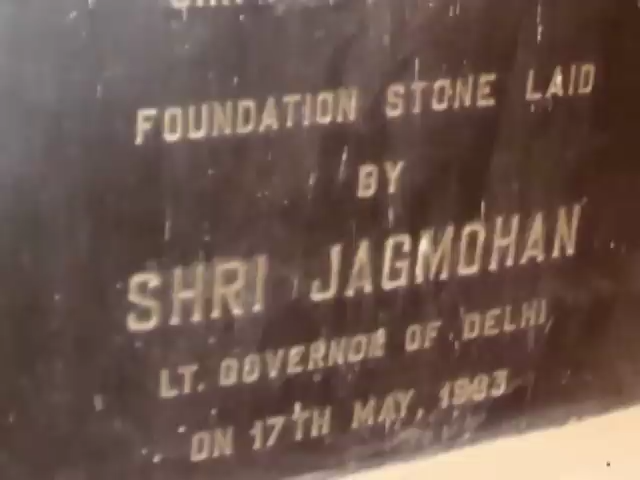 FOUNDATION STONE LAID
BY
SHRI JAGMOHAN
LT. GOVERNOR OF DELHI,
ON 17TH MAY, 1983